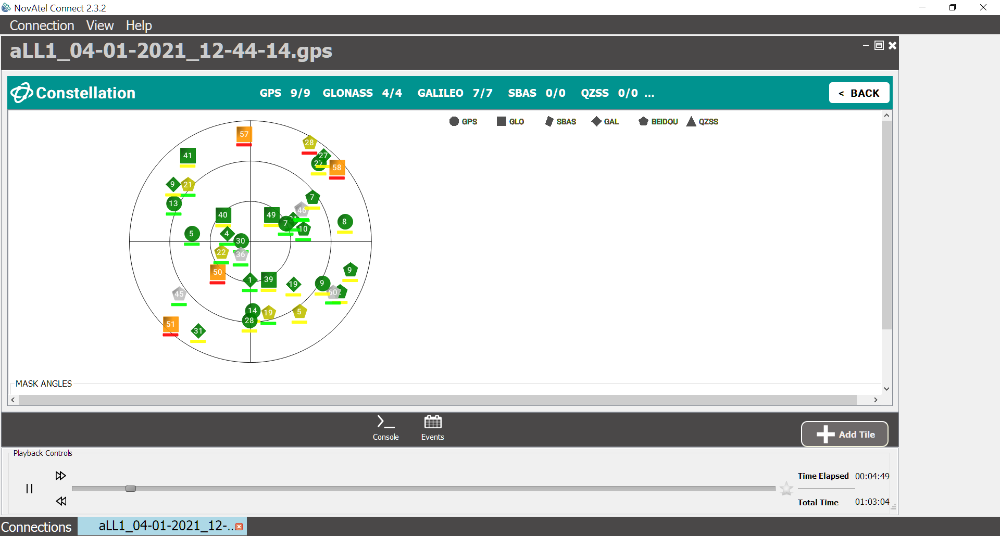 NovAtel Connect 2.3.2
Connection View Help
aLL1_04-01-2021_12-44-14.gps
Constellation GPS 9/9 GLONASS 4/4 GALILEO 7/7 SBAS 0/0 QZSS 0/0 ... < BACK
GPS GLO SBAS GAL BEIDOU QZSS
57
28
41 27
27
58
9 21
7
13
46
40 49
7 8
10
5 4
30
22 36
50 9
1 39 19 9
45 60
14 19 5
28
51
31
MASK ANGLES
Console Events
Add Tile
Playback Controls
Time Elapsed 00:04:49
Total Time 01:03:04
Connections aLL1_04-01-2021_12-...